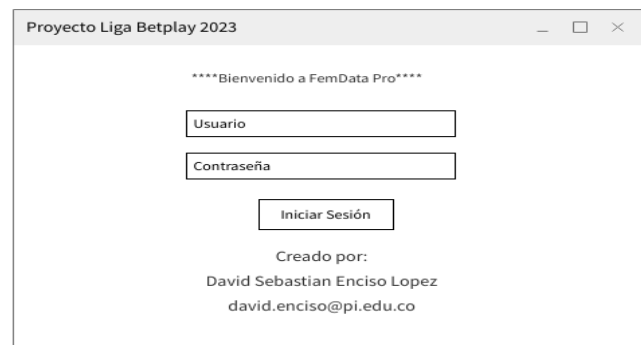 Proyecto Liga Betplay 2023
****Bienvenido a FemData Pro****
Usuario
Contraseña
Iniciar Sesión
Creado por:
David Sebastian Enciso Lopez
david.enciso@pi.edu.co